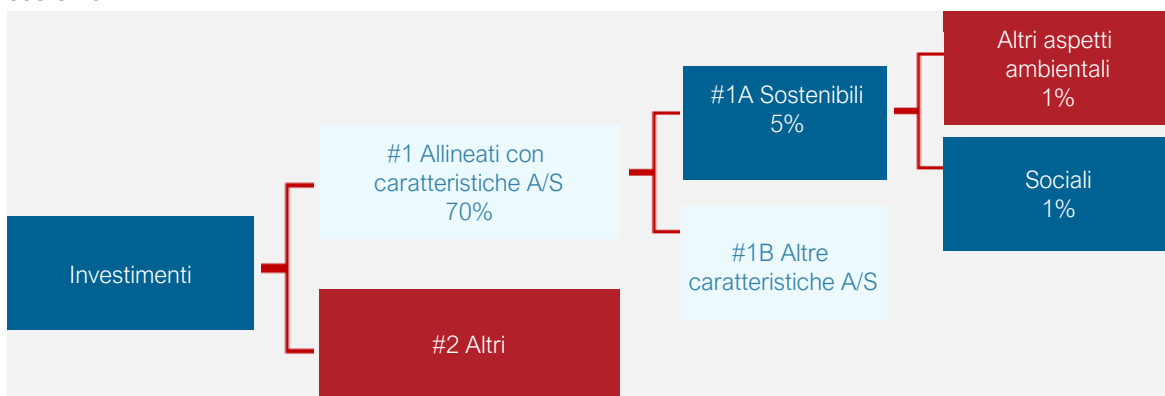 Investimenti
#1 Allineati con
caratteristiche A/S
70%
#2 Altri
#1A Sostenibili
5%
#1B Altre
caratteristiche A/S
Altri aspetti
ambientali
1%
Sociali
1%